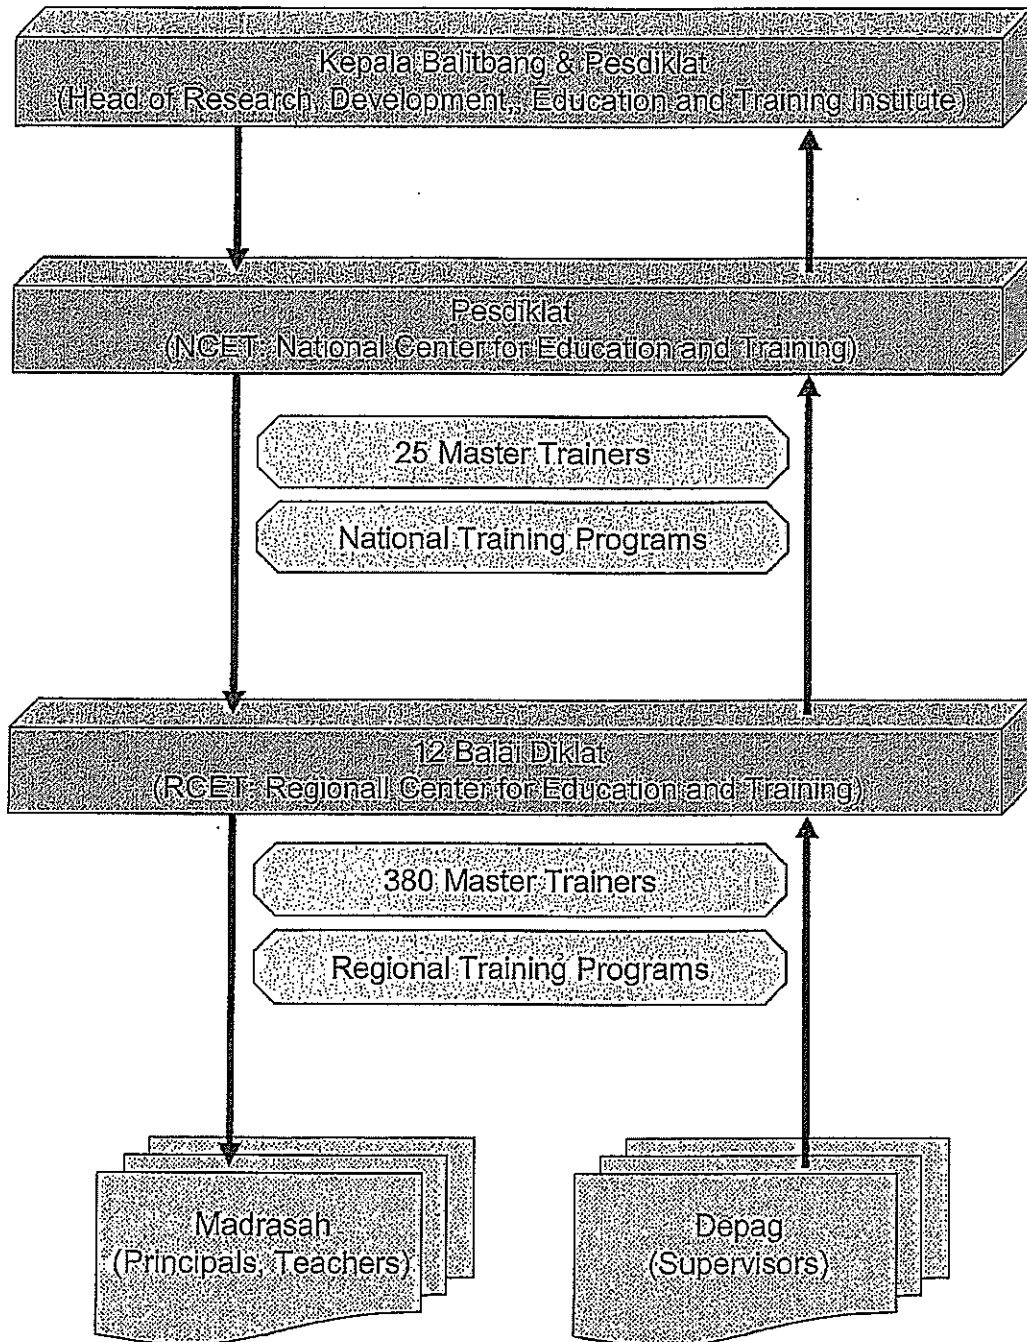 Kepala Balitbang & Pesdiklat
(Head of Research, Development., Education and Training Institute)
Pesdiklat
(NCET: National Center for Education and Training)
25 Master Trainers
National Training Programs
12 Balai Diklat
(RCET: Regionall Center for Education and Training)
380 Master Trainers
Regional Training Programs
Madrasah
(Principals, Teachers)
Depag
(Supervisors)